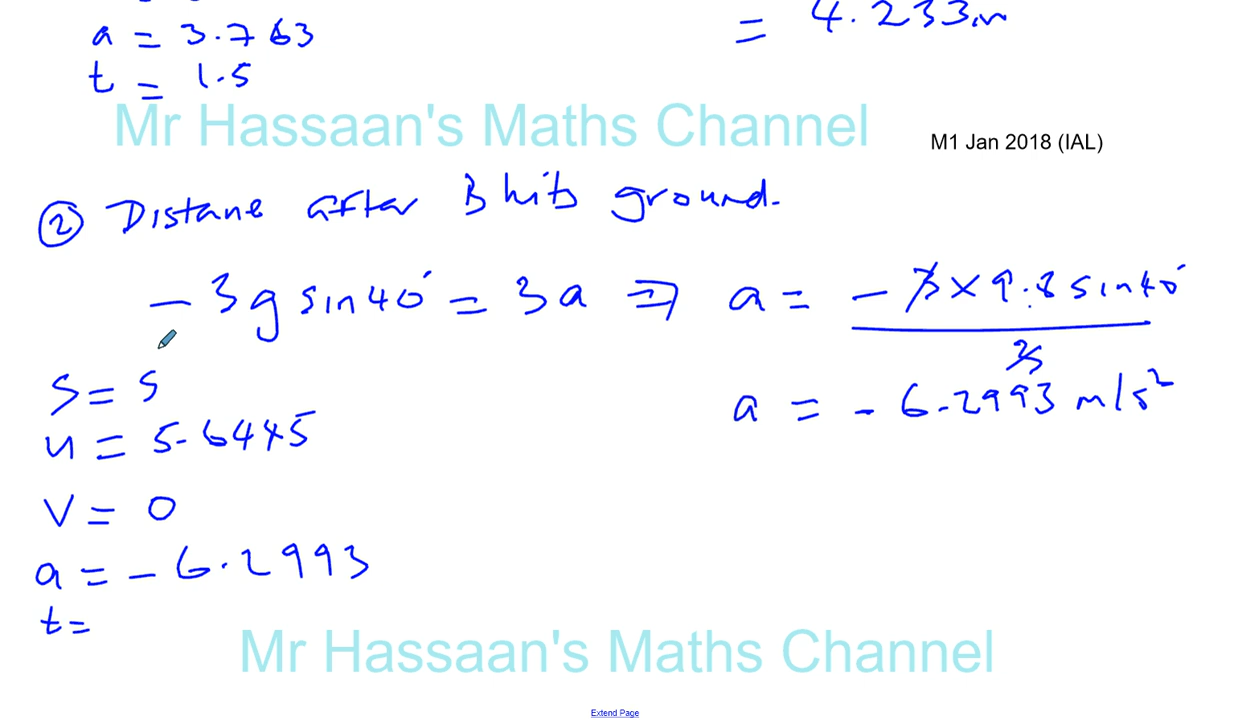 a = 3.763
= 4.233m
t = 1.5
Mr Hassaan's Maths Channel
M1 Jan 2018 (IAL)
② Distane after B hits ground.
- 3g sin40° = 3a ⇒ a = - 3 × 9.8 sin40° / 3
S = S
a = - 6.2993 m/s²
u = 5.6445
V = 0
a = - 6.2993
t =
Mr Hassaan's Maths Channel
Extend Page